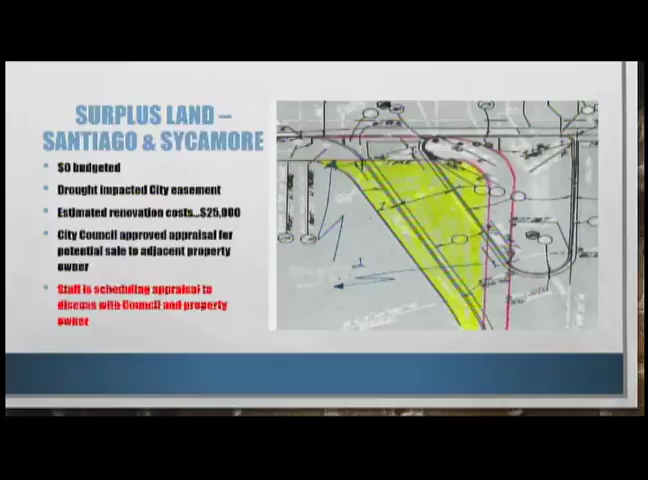 SURPLUS LAND –
SANTIAGO & SYCAMORE
$0 budgeted
Drought impacted City easement
Estimated renovation costs...$25,000
City Council approved appraisal for
potential sale to adjacent property
owner
Staff is scheduling appraisal to
discuss with Council and property
owner